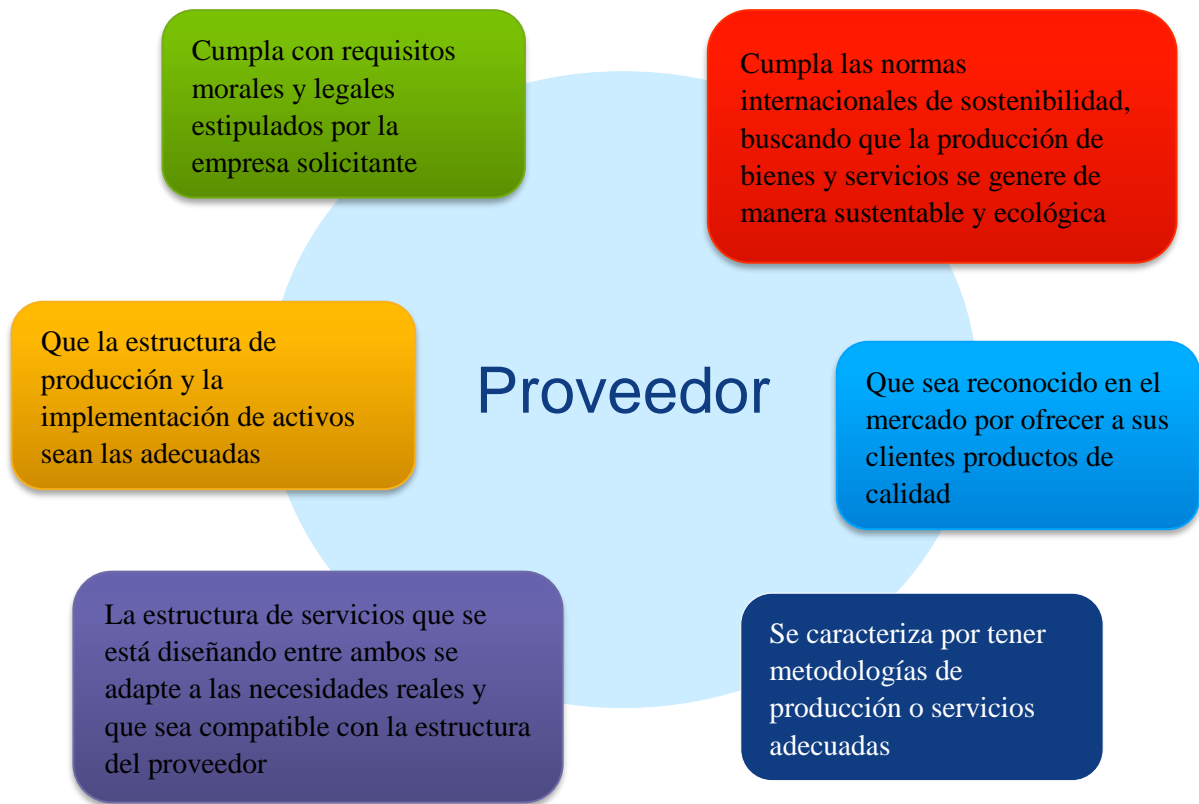 Cumpla con requisitos
morales y legales
estipulados por la
empresa solicitante
Cumpla las normas
internacionales de sostenibilidad,
buscando que la producción de
bienes y servicios se genere de
manera sustentable y ecológica
Que la estructura de
producción y la
implementación de activos
sean las adecuadas
Proveedor
Que sea reconocido en el
mercado por ofrecer a sus
clientes productos de
calidad
La estructura de servicios que se
está diseñando entre ambos se
adapte a las necesidades reales y
que sea compatible con la estructura
del proveedor
Se caracteriza por tener
metodologías de
producción o servicios
adecuadas